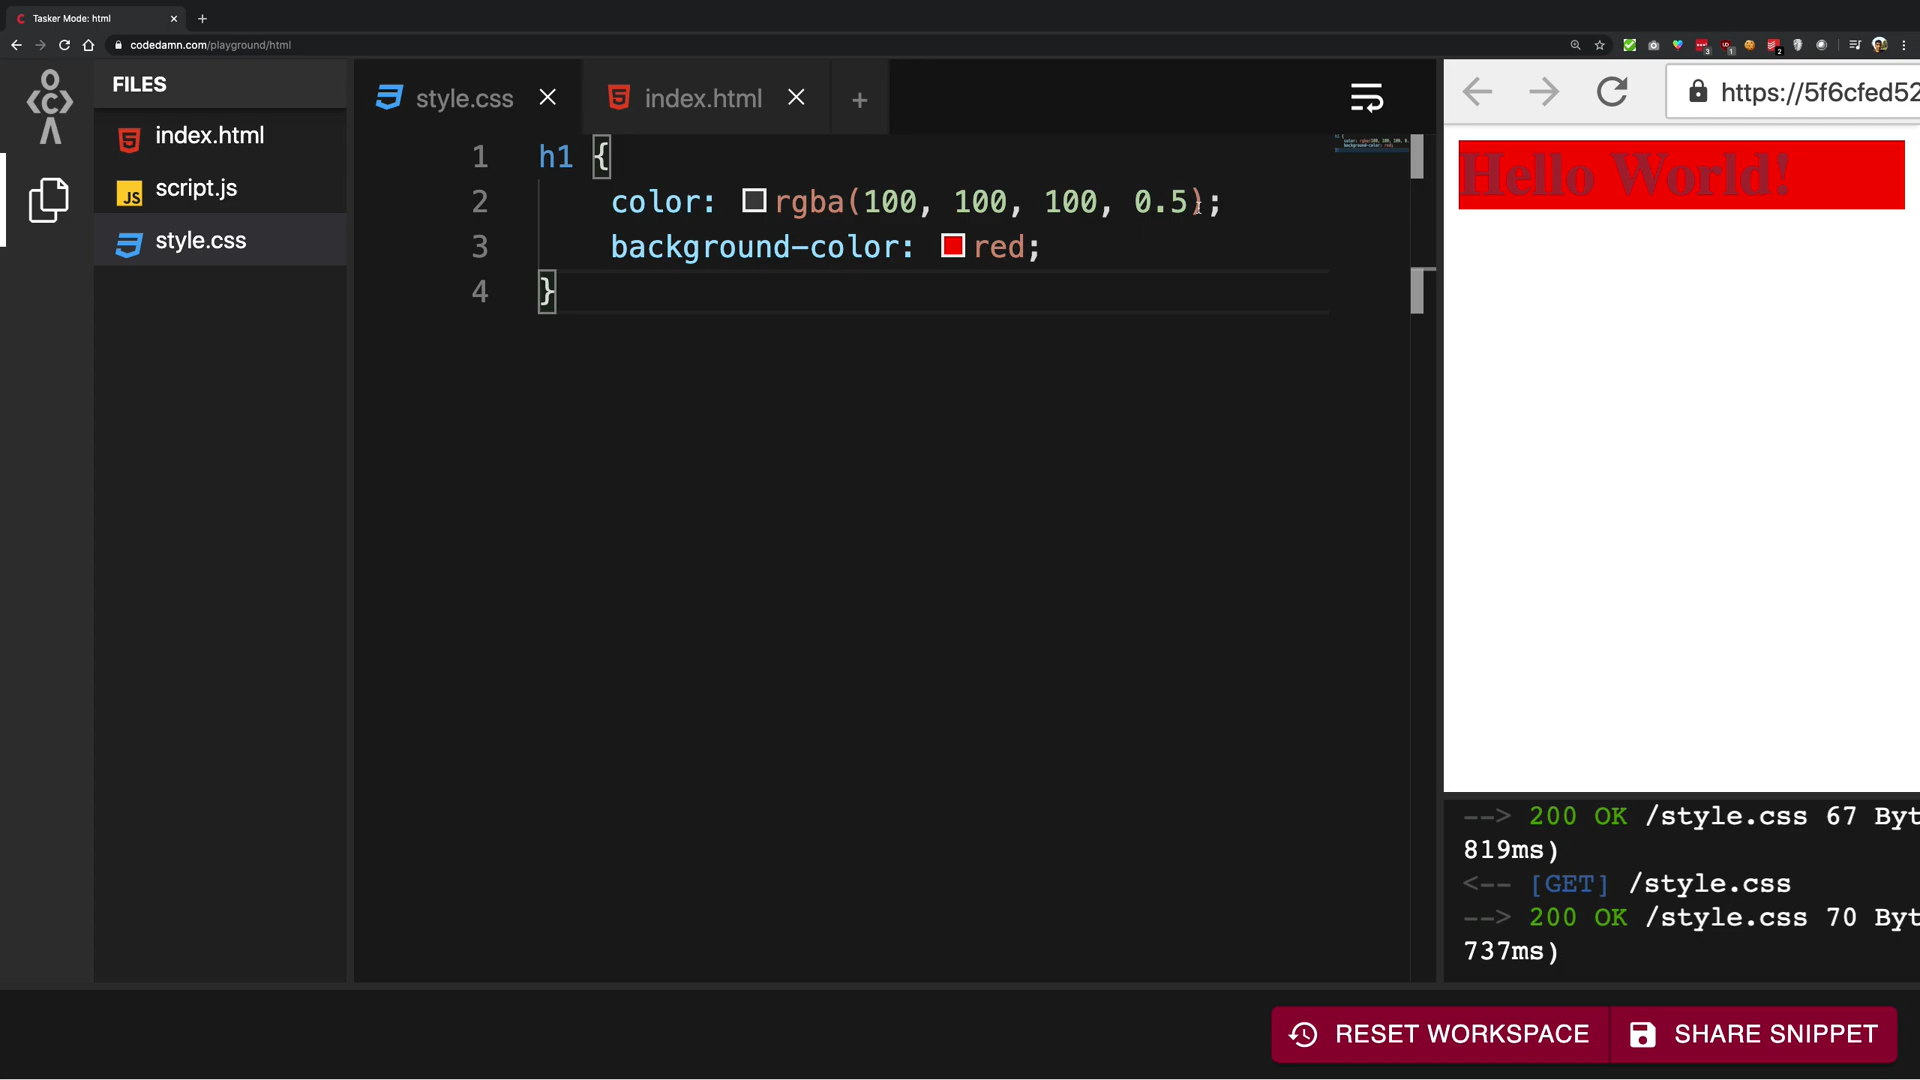 Tasker Mode: html
codedamn.com/playground/html
FILES
index.html
script.js
style.css
style.css
index.html
1 h1 {
2 color: rgba(100, 100, 100, 0.5);
3 background-color: red;
4 }
https://5f6cfed52
Hello World!
--> 200 OK /style.css 67 Byt
819ms)
<-- [GET] /style.css
--> 200 OK /style.css 70 Byt
737ms)
RESET WORKSPACE
SHARE SNIPPET